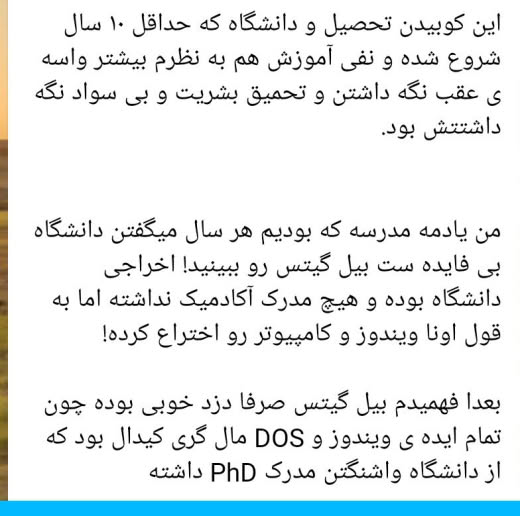 این کوبیدن تحصیل و دانشگاه که حداقل ۱۰ سال
شروع شده و نفی آموزش هم به نظرم بیشتر واسه
ی عقب نگه داشتن و تحمیق بشریت و بی سواد نگه
داشتتش بود.
من یادمه مدرسه که بودیم هر سال میگفتن دانشگاه
بی فایده ست بیل گیتس رو ببینید! اخراجی
دانشگاه بوده و هیچ مدرک آکادمیک نداشته اما به
قول اونا ویندوز و کامپیوتر رو اختراع کرده!
بعدا فهمیدم بیل گیتس صرفا دزد خوبی بوده چون
تمام ایده ی ویندوز و DOS مال گری کیدال بود که
از دانشگاه واشنگتن مدرک PhD داشته